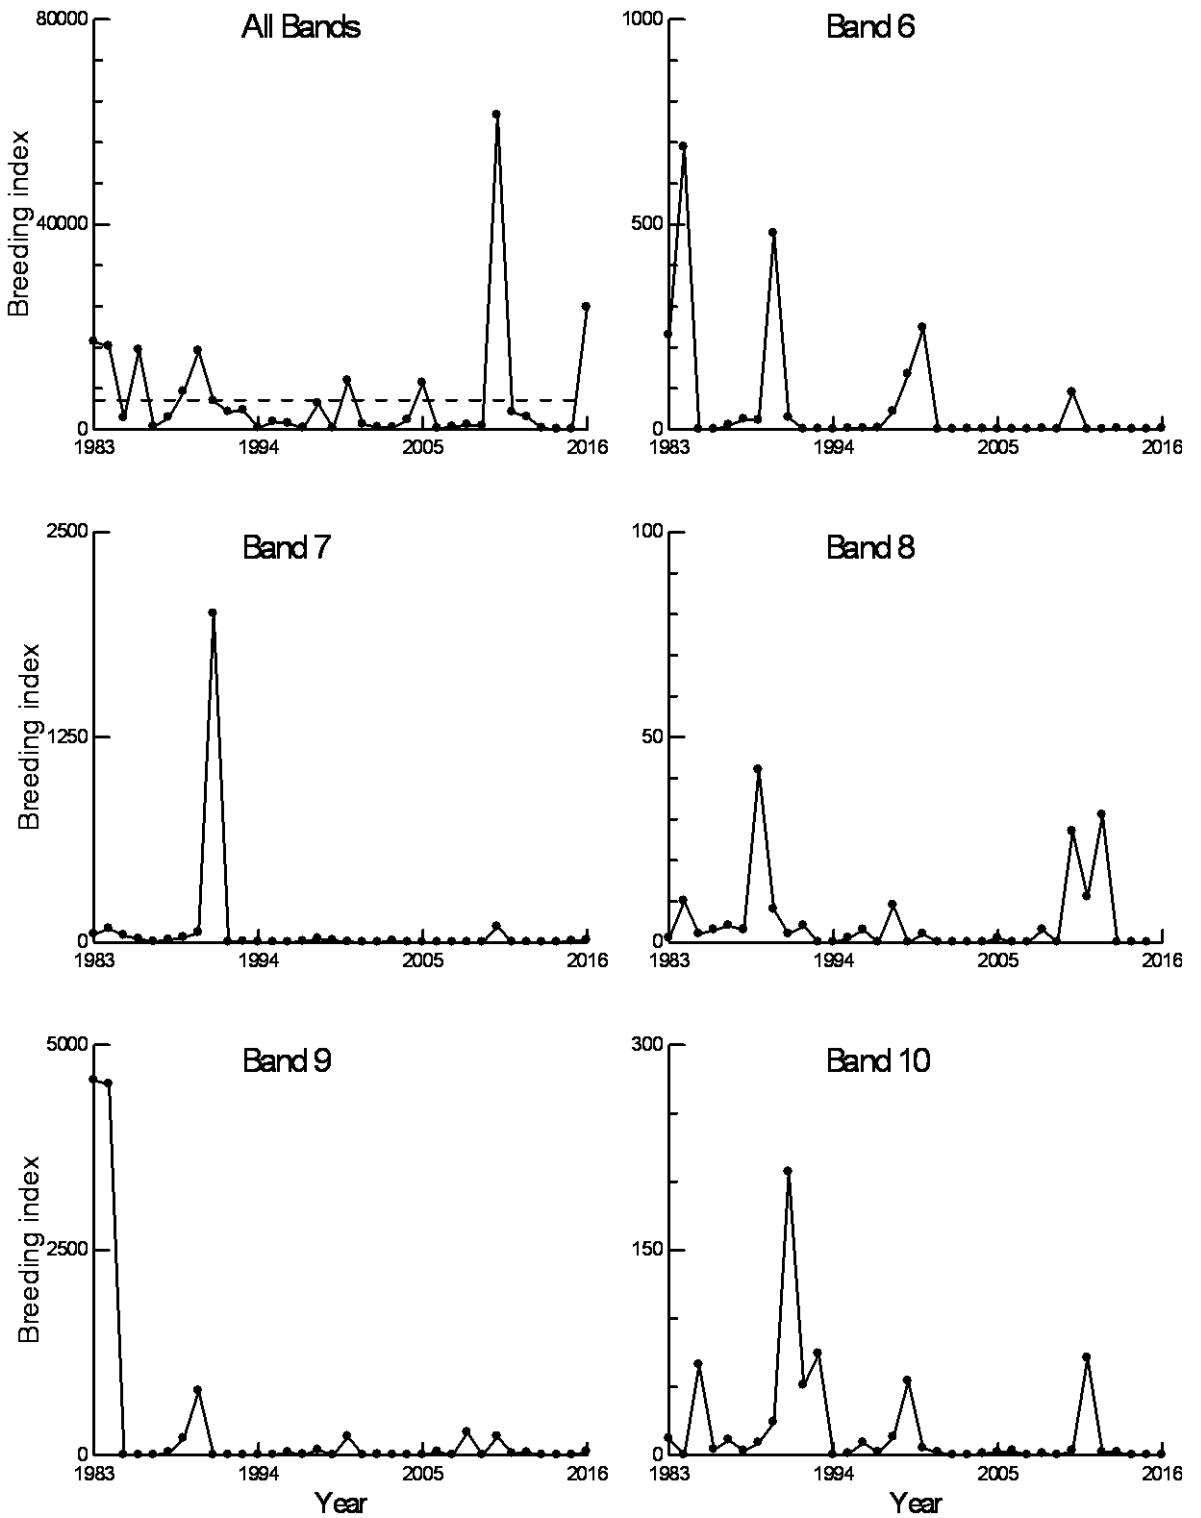 All Bands
80000
40000
0
1983 1994 2005 2016
Breeding index
Band 6
1000
500
0
1983 1994 2005 2016
Band 7
2500
1250
0
1983 1994 2005 2016
Breeding index
Band 8
100
50
0
1983 1994 2005 2016
Band 9
5000
2500
0
1983 1994 2005 2016
Breeding index
Year
Band 10
300
150
0
1983 1994 2005 2016
Year